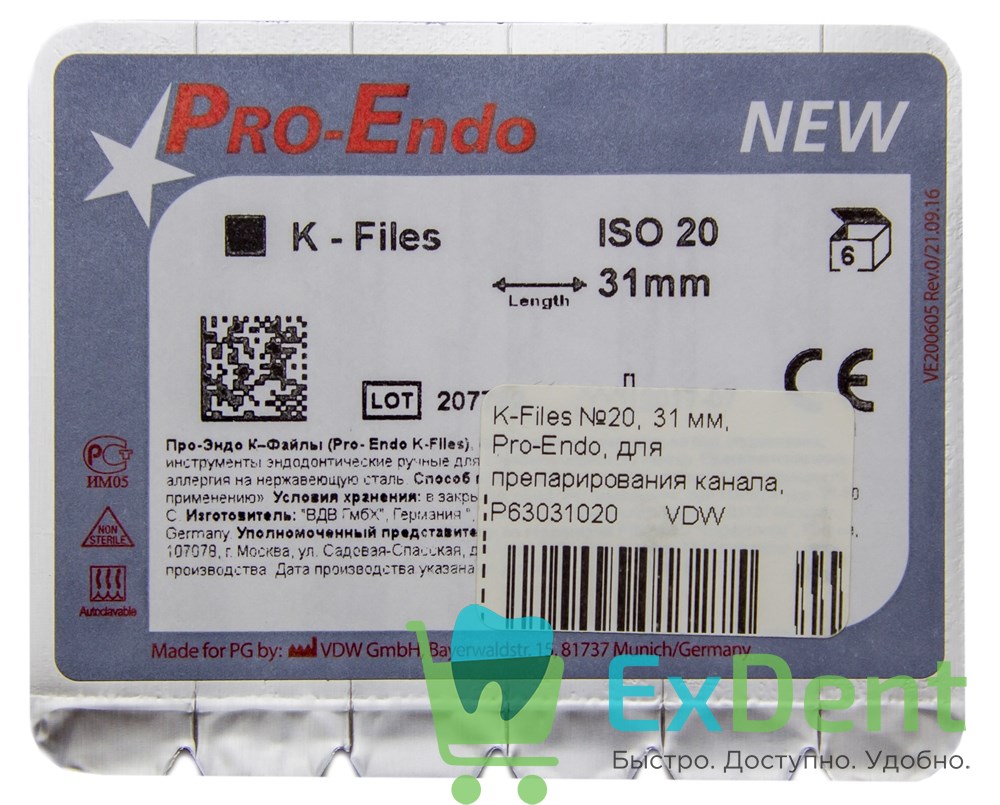 PRO-Endo
NEW
K - Files
ISO 20
6
Length
31mm
VE200605 Rev.0/21.09.16
LOT 2077
CE
K-Files №20, 31 мм,
Pro-Endo, для
препарирования канала,
P63031020 VDW
Про-Эндо К–Файлы (Pro- Endo K-Files),
инструменты эндодонтические ручные для
аллергия на нержавеющую сталь. Способ
применению» Условия хранения: в закры
С. Изготовитель: "ВДВ ГмбХ", Германия
Germany. Уполномоченный представите
107078, г. Москва, ул. Садовая-Спасская, д
производства. Дата производства указана
РСТ
ИМ05
NON
STERILE
Autoclavable
Made for PG by: VDW GmbH, Bayerwaldstr. 15, 81737 Munich/Germany
ExDent
Быстро. Доступно. Удобно.